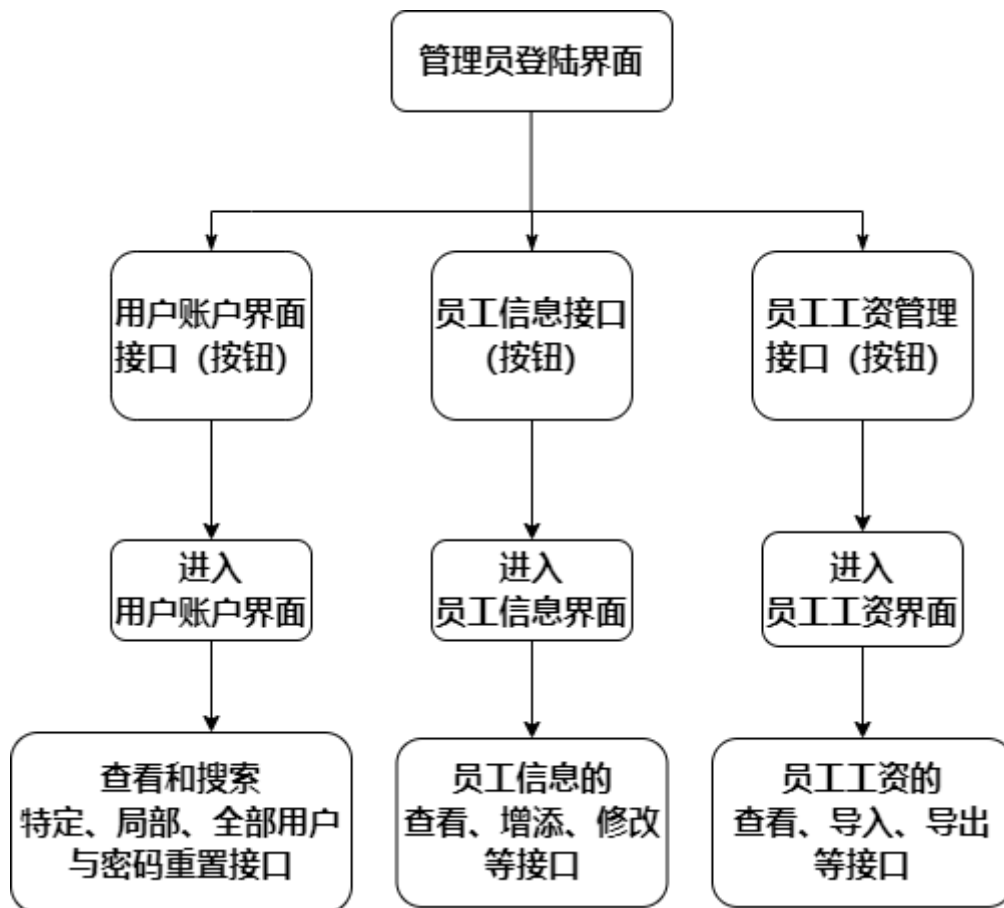 管理员登陆界面
用户账户界面
接口（按钮）
员工信息接口
（按钮）
员工工资管理
接口（按钮）
进入
用户账户界面
进入
员工信息界面
进入
员工工资界面
查看和搜索
特定、局部、全部用户
与密码重置接口
员工信息的
查看、增添、修改
等接口
员工工资的
查看、导入、导出
等接口